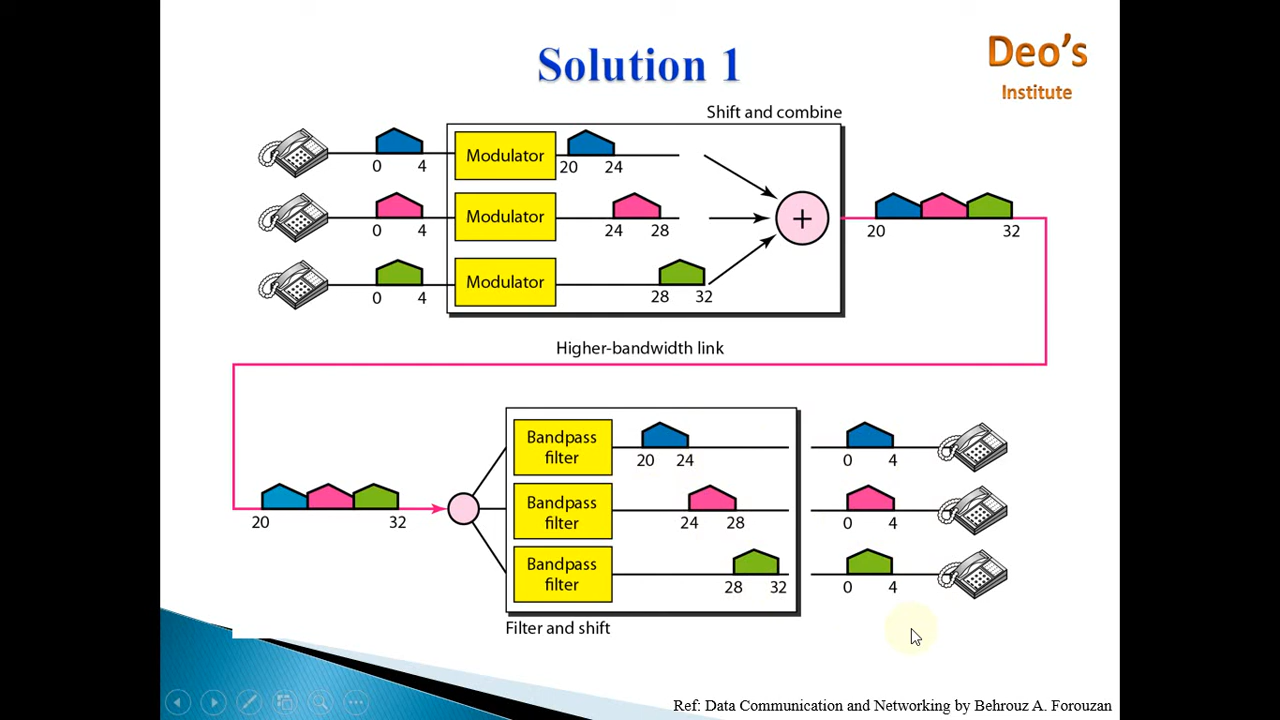 Solution 1
Deo's
Institute
Shift and combine
Modulator
0 4
20 24
Modulator
0 4
24 28
+
20 32
Modulator
0 4
28 32
Higher-bandwidth link
Bandpass
filter
20 24
0 4
Bandpass
filter
20 32
24 28
0 4
Bandpass
filter
28 32
0 4
Filter and shift
Ref: Data Communication and Networking by Behrouz A. Forouzan